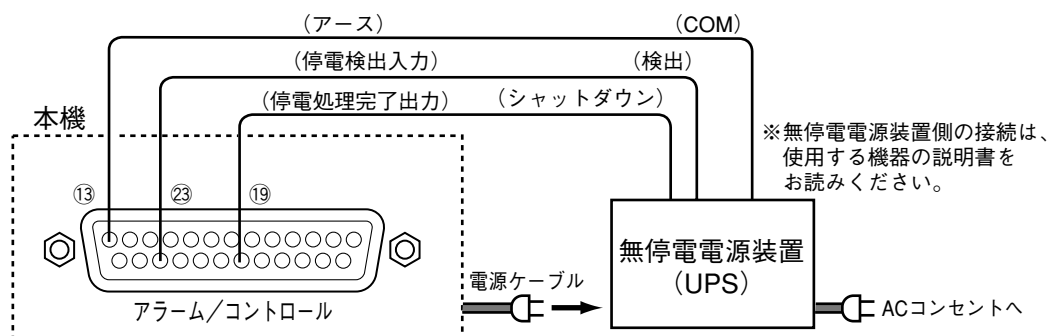 (アース)
(COM)
(停電検出入力)
(検出)
(停電処理完了出力)
(シャットダウン)
本機
※無停電電源装置側の接続は、
使用する機器の説明書を
お読みください。
⑬
㉓
⑲
無停電電源装置
(UPS)
電源ケーブル
アラーム/コントロール
ACコンセントへ